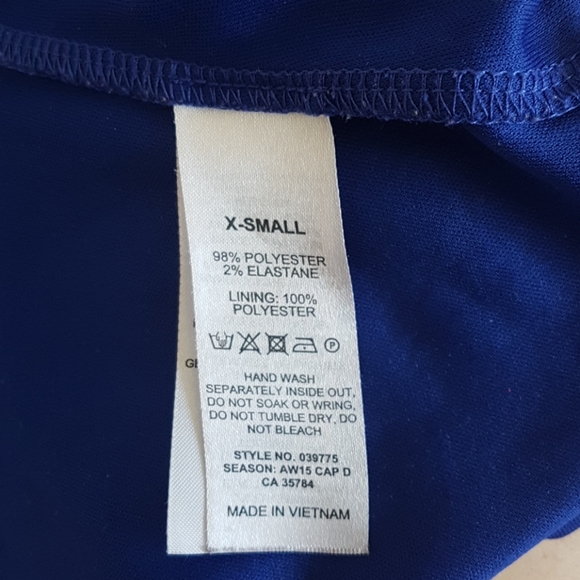 X-SMALL
98% POLYESTER
2% ELASTANE
LINING: 100%
POLYESTER
P
HAND WASH
SEPARATELY INSIDE OUT,
DO NOT SOAK OR WRING,
DO NOT TUMBLE DRY, DO
NOT BLEACH
STYLE NO. 039775
SEASON: AW15 CAP D
CA 35784
MADE IN VIETNAM